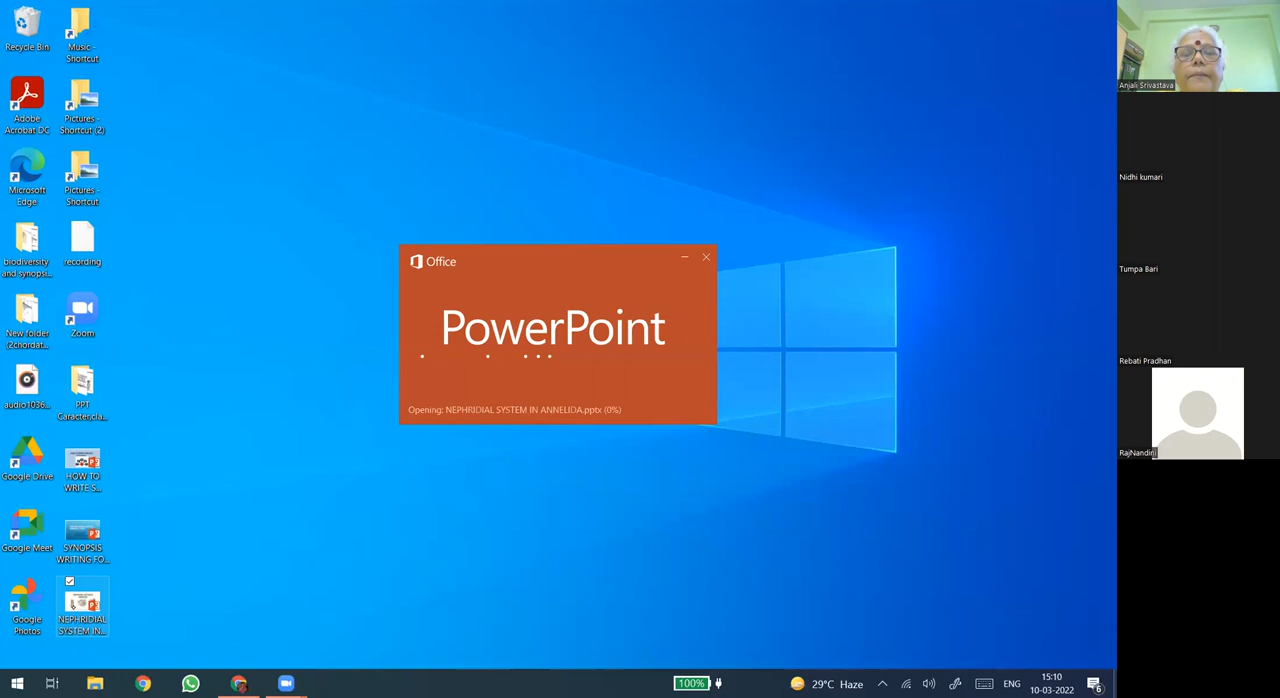 Recycle Bin
Music -
Shortcut
Adobe
Acrobat DC
Pictures -
Shortcut (2)
Microsoft
Edge
Pictures -
Shortcut
biodiversity
and synopsi...
recording
New folder
(2chordat...
Zoom
audio1036...
PPT
Caracter,cla...
Google Drive
HOW TO
WRITE S...
Google Meet
SYNOPSIS
WRITING FO...
Google
Photos
NEPHRIDIAL
SYSTEM IN...
Office
PowerPoint
Opening: NEPHRIDIAL SYSTEM IN ANNELIDA.pptx (0%)
Anjali Srivastava
Nidhi kumari
Tumpa Bari
Rebati Pradhan
RajNandini
100%
29°C Haze
ENG
15:10
10-03-2022
6